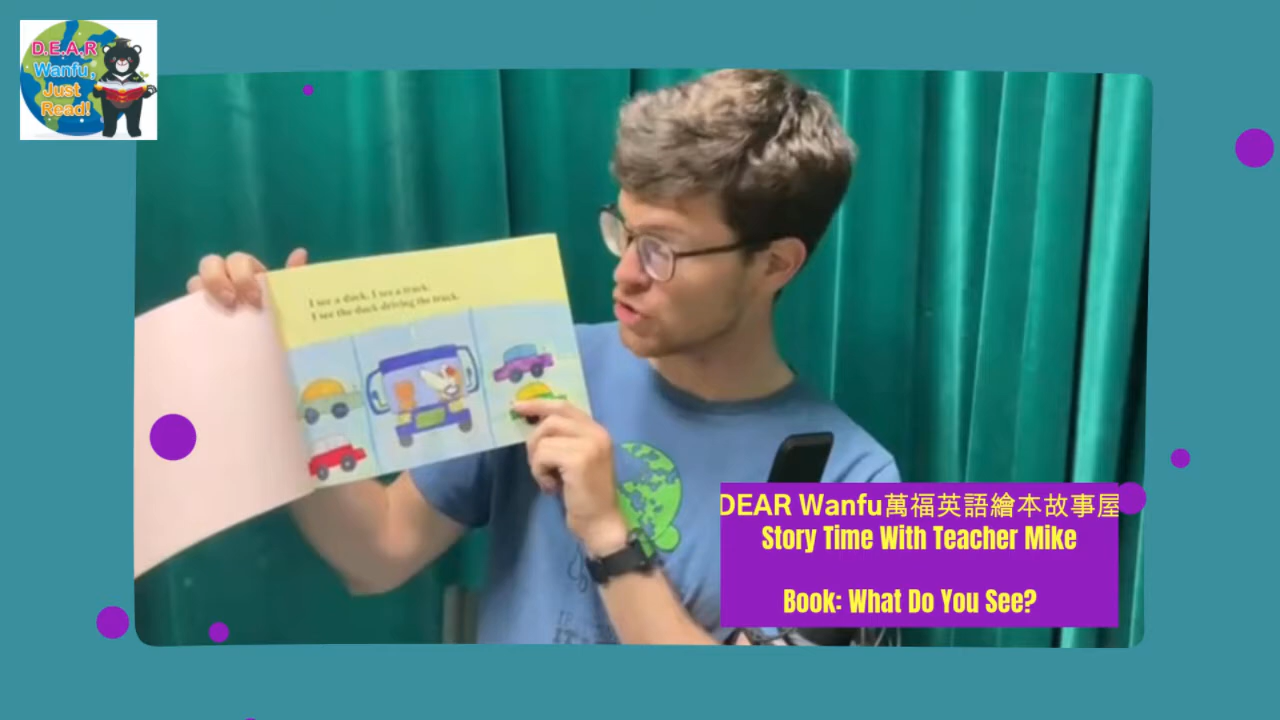 D.E.A.R
Wanfu,
Just
Read!
I see a duck. I see a truck.
I see the duck driving the truck.
DEAR Wanfu萬福英語繪本故事屋
Story Time With Teacher Mike
Book: What Do You See?